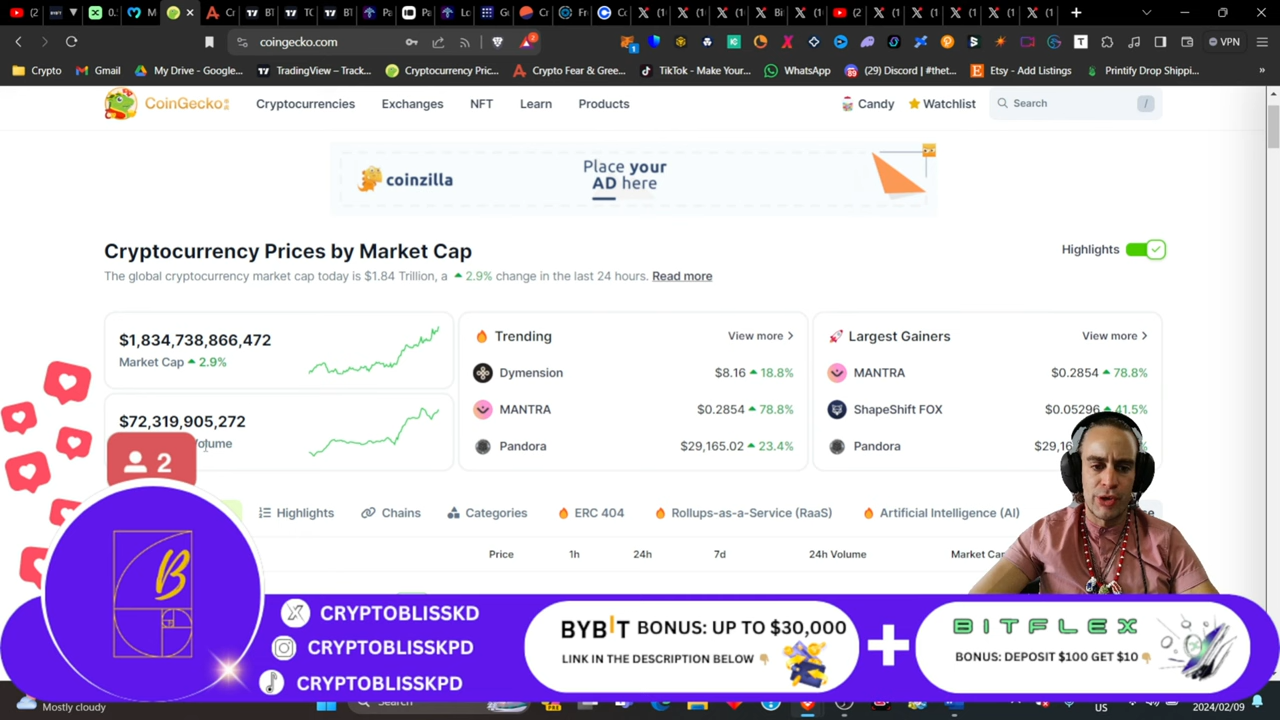 coingecko.com
2
VPN
Crypto
Gmail
My Drive - Google...
TradingView – Track...
Cryptocurrency Pric...
Crypto Fear & Gree...
TikTok - Make Your...
WhatsApp
(29) Discord | #thet...
Etsy - Add Listings
Printify Drop Shippi...
CoinGecko
Cryptocurrencies
Exchanges
NFT
Learn
Products
Candy
Watchlist
Search
/
coinzilla
Place your
AD here
Cryptocurrency Prices by Market Cap
Highlights
The global cryptocurrency market cap today is $1.84 Trillion, a 2.9% change in the last 24 hours. Read more
$1,834,738,866,472
Market Cap 2.9%
$72,319,905,272
Trending
View more
Dymension
$8.16 18.8%
MANTRA
$0.2854 78.8%
Pandora
$29,165.02 23.4%
Largest Gainers
View more
MANTRA
$0.2854 78.8%
ShapeShift FOX
$0.05296 41.5%
Pandora
2
Highlights
Chains
Categories
ERC 404
Rollups-as-a-Service (RaaS)
Artificial Intelligence (AI)
Price
1h
24h
7d
24h Volume
Market Cap
B
CRYPTOBLISSKD
CRYPTOBLISSKPD
CRYPTOBLISSKPD
BYBIT BONUS: UP TO $30,000
LINK IN THE DESCRIPTION BELOW
BITFLEX
BONUS: DEPOSIT $100 GET $10
Mostly cloudy
Search
US
2024/02/09